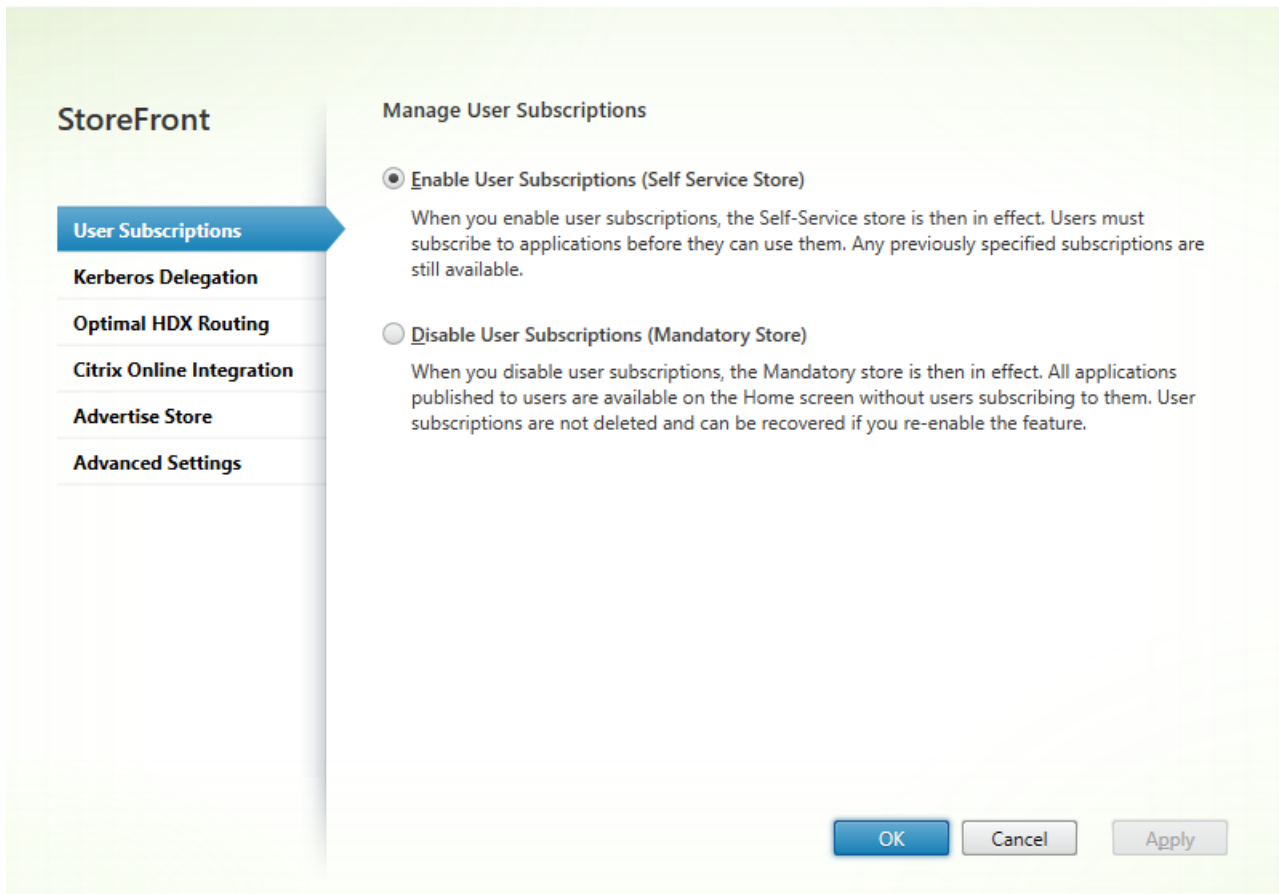 StoreFront
User Subscriptions
Kerberos Delegation
Optimal HDX Routing
Citrix Online Integration
Advertise Store
Advanced Settings
Manage User Subscriptions
Enable User Subscriptions (Self Service Store)
When you enable user subscriptions, the Self-Service store is then in effect. Users must
subscribe to applications before they can use them. Any previously specified subscriptions are
still available.
Disable User Subscriptions (Mandatory Store)
When you disable user subscriptions, the Mandatory store is then in effect. All applications
published to users are available on the Home screen without users subscribing to them. User
subscriptions are not deleted and can be recovered if you re-enable the feature.
OK
Cancel
Apply